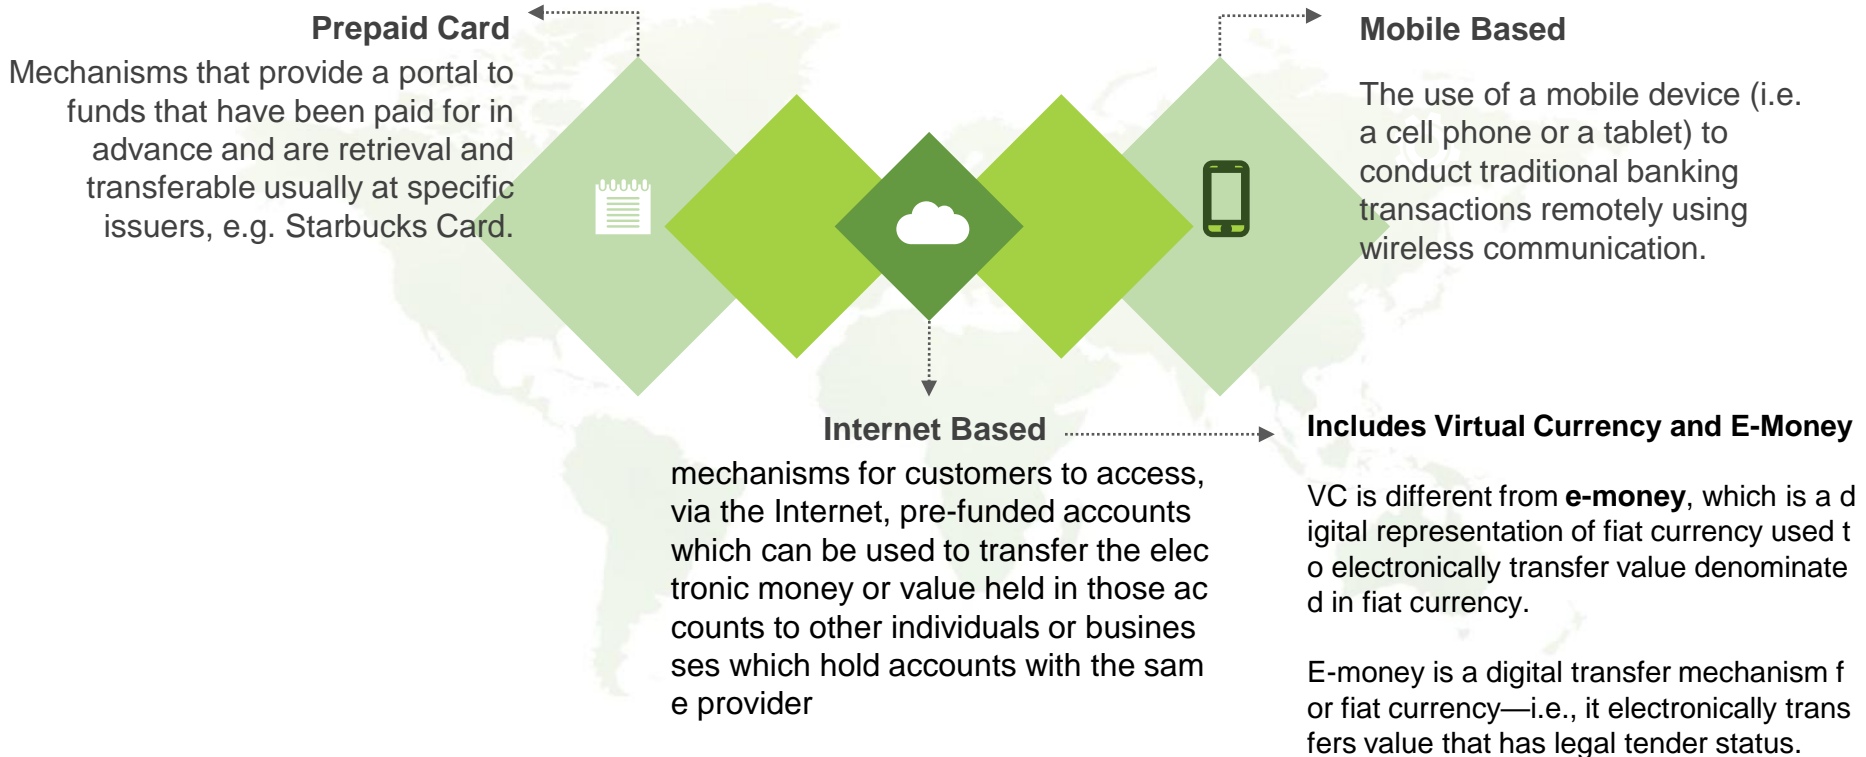 Prepaid Card
Mechanisms that provide a portal to
funds that have been paid for in
advance and are retrieval and
transferable usually at specific
issuers, e.g. Starbucks Card.
Mobile Based
The use of a mobile device (i.e.
a cell phone or a tablet) to
conduct traditional banking
transactions remotely using
wireless communication.
Internet Based
mechanisms for customers to access,
via the Internet, pre-funded accounts
which can be used to transfer the elec
tronic money or value held in those ac
counts to other individuals or busines
ses which hold accounts with the sam
e provider
Includes Virtual Currency and E-Money
VC is different from e-money, which is a d
igital representation of fiat currency used t
o electronically transfer value denominate
d in fiat currency.
E-money is a digital transfer mechanism f
or fiat currency—i.e., it electronically trans
fers value that has legal tender status.